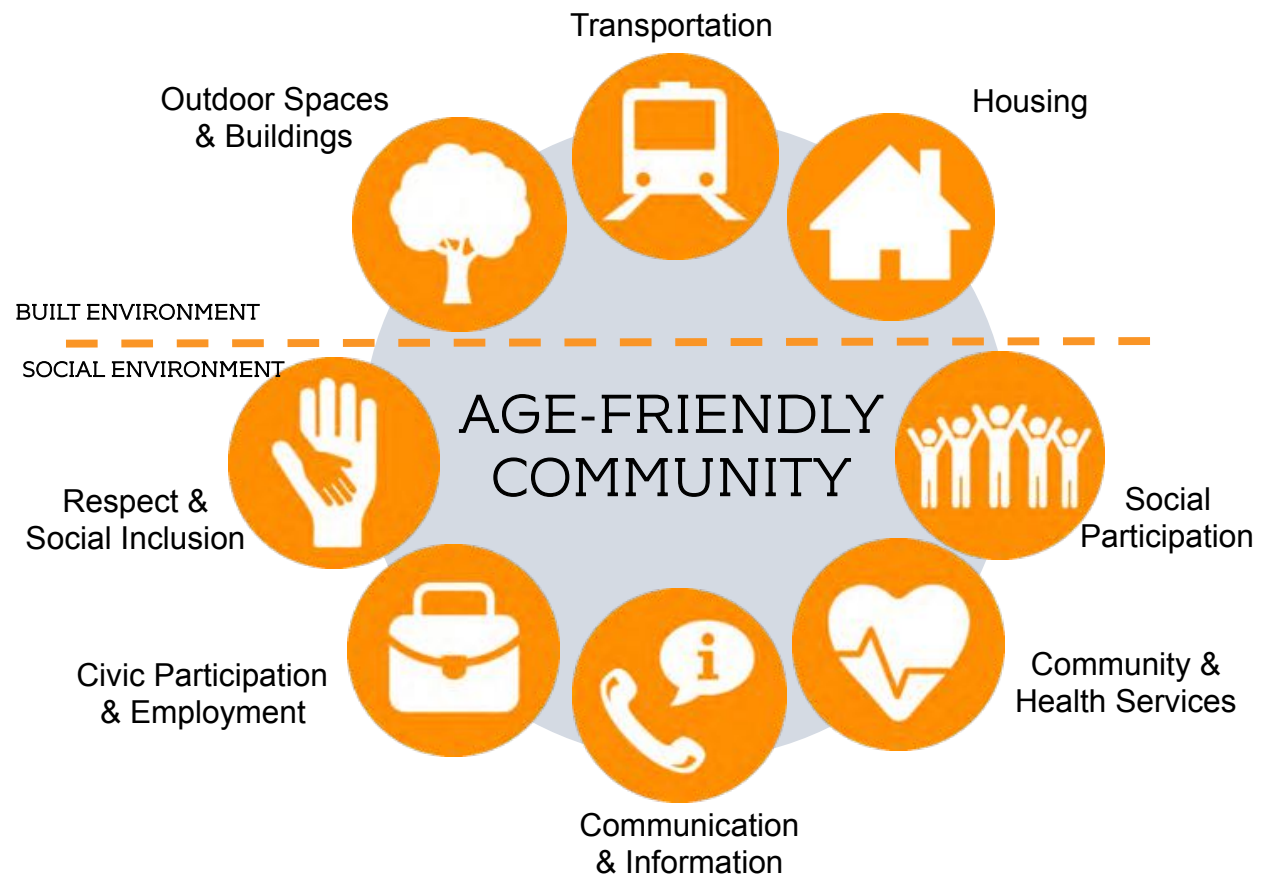 Transportation
Outdoor Spaces
& Buildings
Housing
BUILT ENVIRONMENT
SOCIAL ENVIRONMENT
AGE-FRIENDLY
COMMUNITY
Respect &
Social Inclusion
Social
Participation
Civic Participation
& Employment
i
Community &
Health Services
Communication
& Information